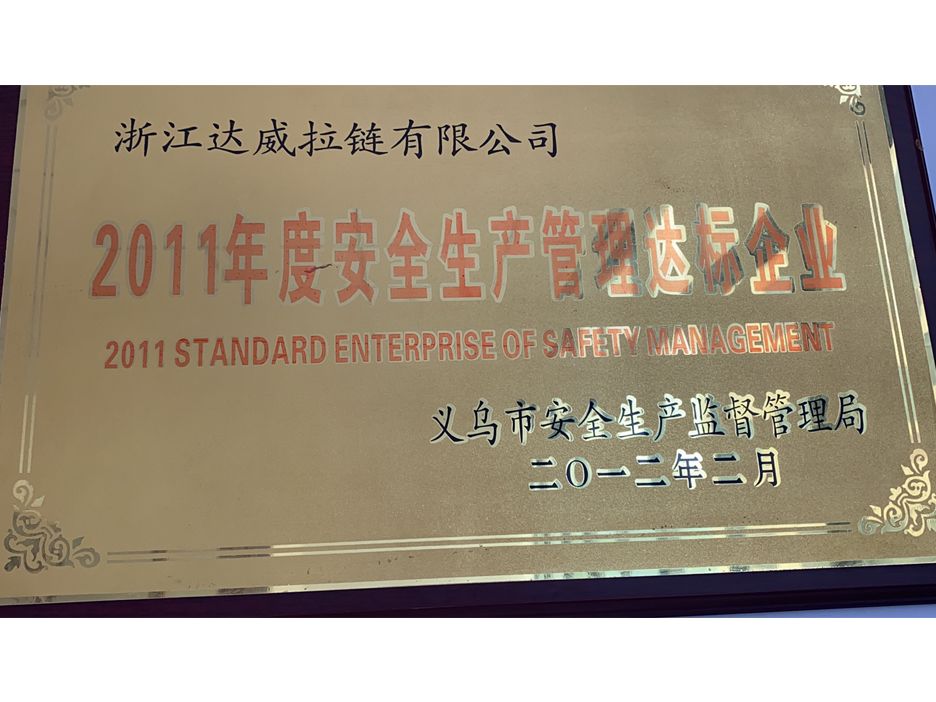 浙江达威拉链有限公司
2011年度安全生产管理达标企业
2011 STANDARD ENTERPRISE OF SAFETY MANAGEMENT
义乌市安全生产监督管理局
二〇一二年二月